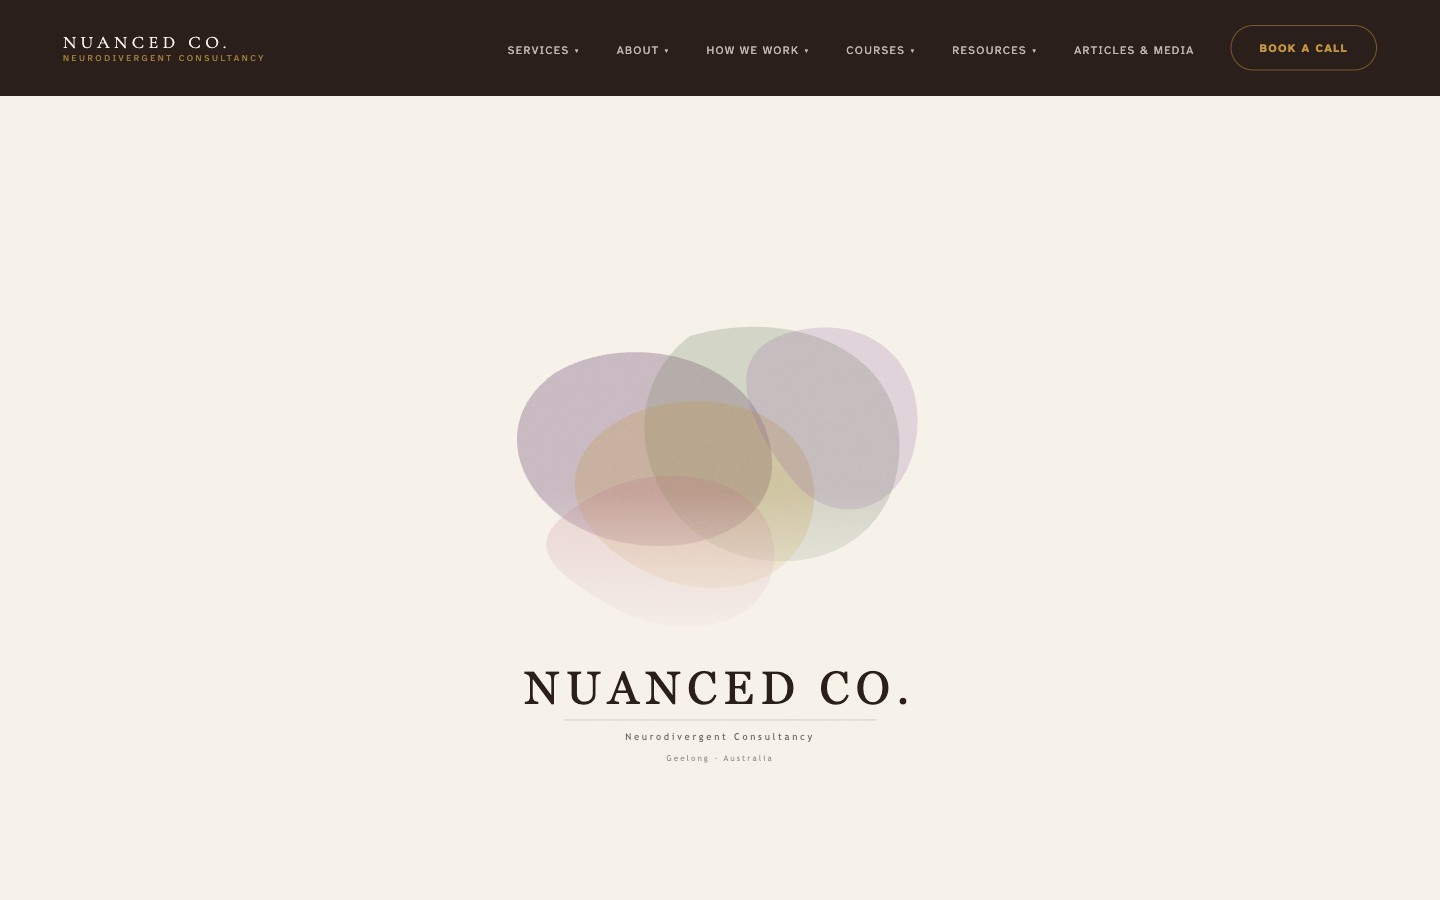 NUANCED CO.
NEURODIVERGENT CONSULTANCY
SERVICES ▾
ABOUT ▾
HOW WE WORK ▾
COURSES ▾
RESOURCES ▾
ARTICLES & MEDIA
BOOK A CALL
NUANCED CO.
Neurodivergent Consultancy
Geelong · Australia